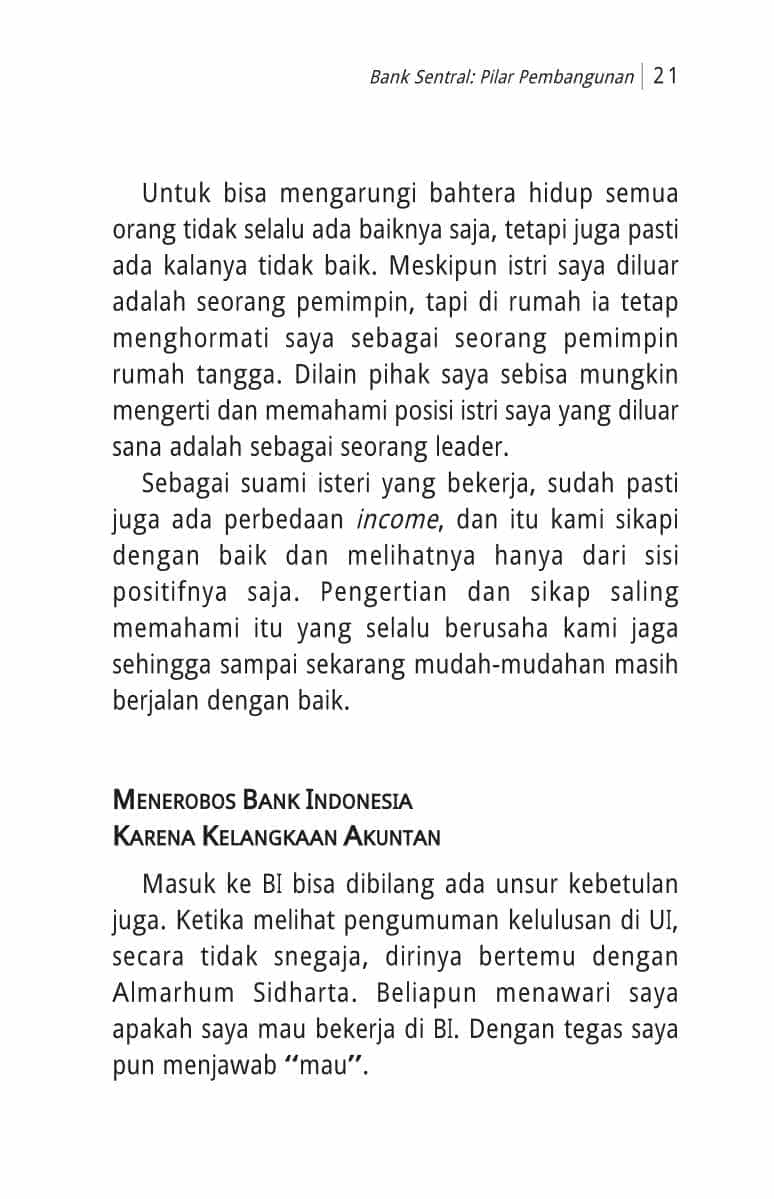 Bank Sentral: Pilar Pembangunan | 21
Untuk bisa mengarungi bahtera hidup semua
orang tidak selalu ada baiknya saja, tetapi juga pasti
ada kalanya tidak baik. Meskipun istri saya diluar
adalah seorang pemimpin, tapi di rumah ia tetap
menghormati saya sebagai seorang pemimpin
rumah tangga. Dilain pihak saya sebisa mungkin
mengerti dan memahami posisi istri saya yang diluar
sana adalah sebagai seorang leader.
Sebagai suami isteri yang bekerja, sudah pasti
juga ada perbedaan income, dan itu kami sikapi
dengan baik dan melihatnya hanya dari sisi
positifnya saja. Pengertian dan sikap saling
memahami itu yang selalu berusaha kami jaga
sehingga sampai sekarang mudah-mudahan masih
berjalan dengan baik.
MENEROBOS BANK INDONESIA
KARENA KELANGKAAN AKUNTAN
Masuk ke BI bisa dibilang ada unsur kebetulan
juga. Ketika melihat pengumuman kelulusan di UI,
secara tidak snegaja, dirinya bertemu dengan
Almarhum Sidharta. Beliapun menawari saya
apakah saya mau bekerja di BI. Dengan tegas saya
pun menjawab “mau”.